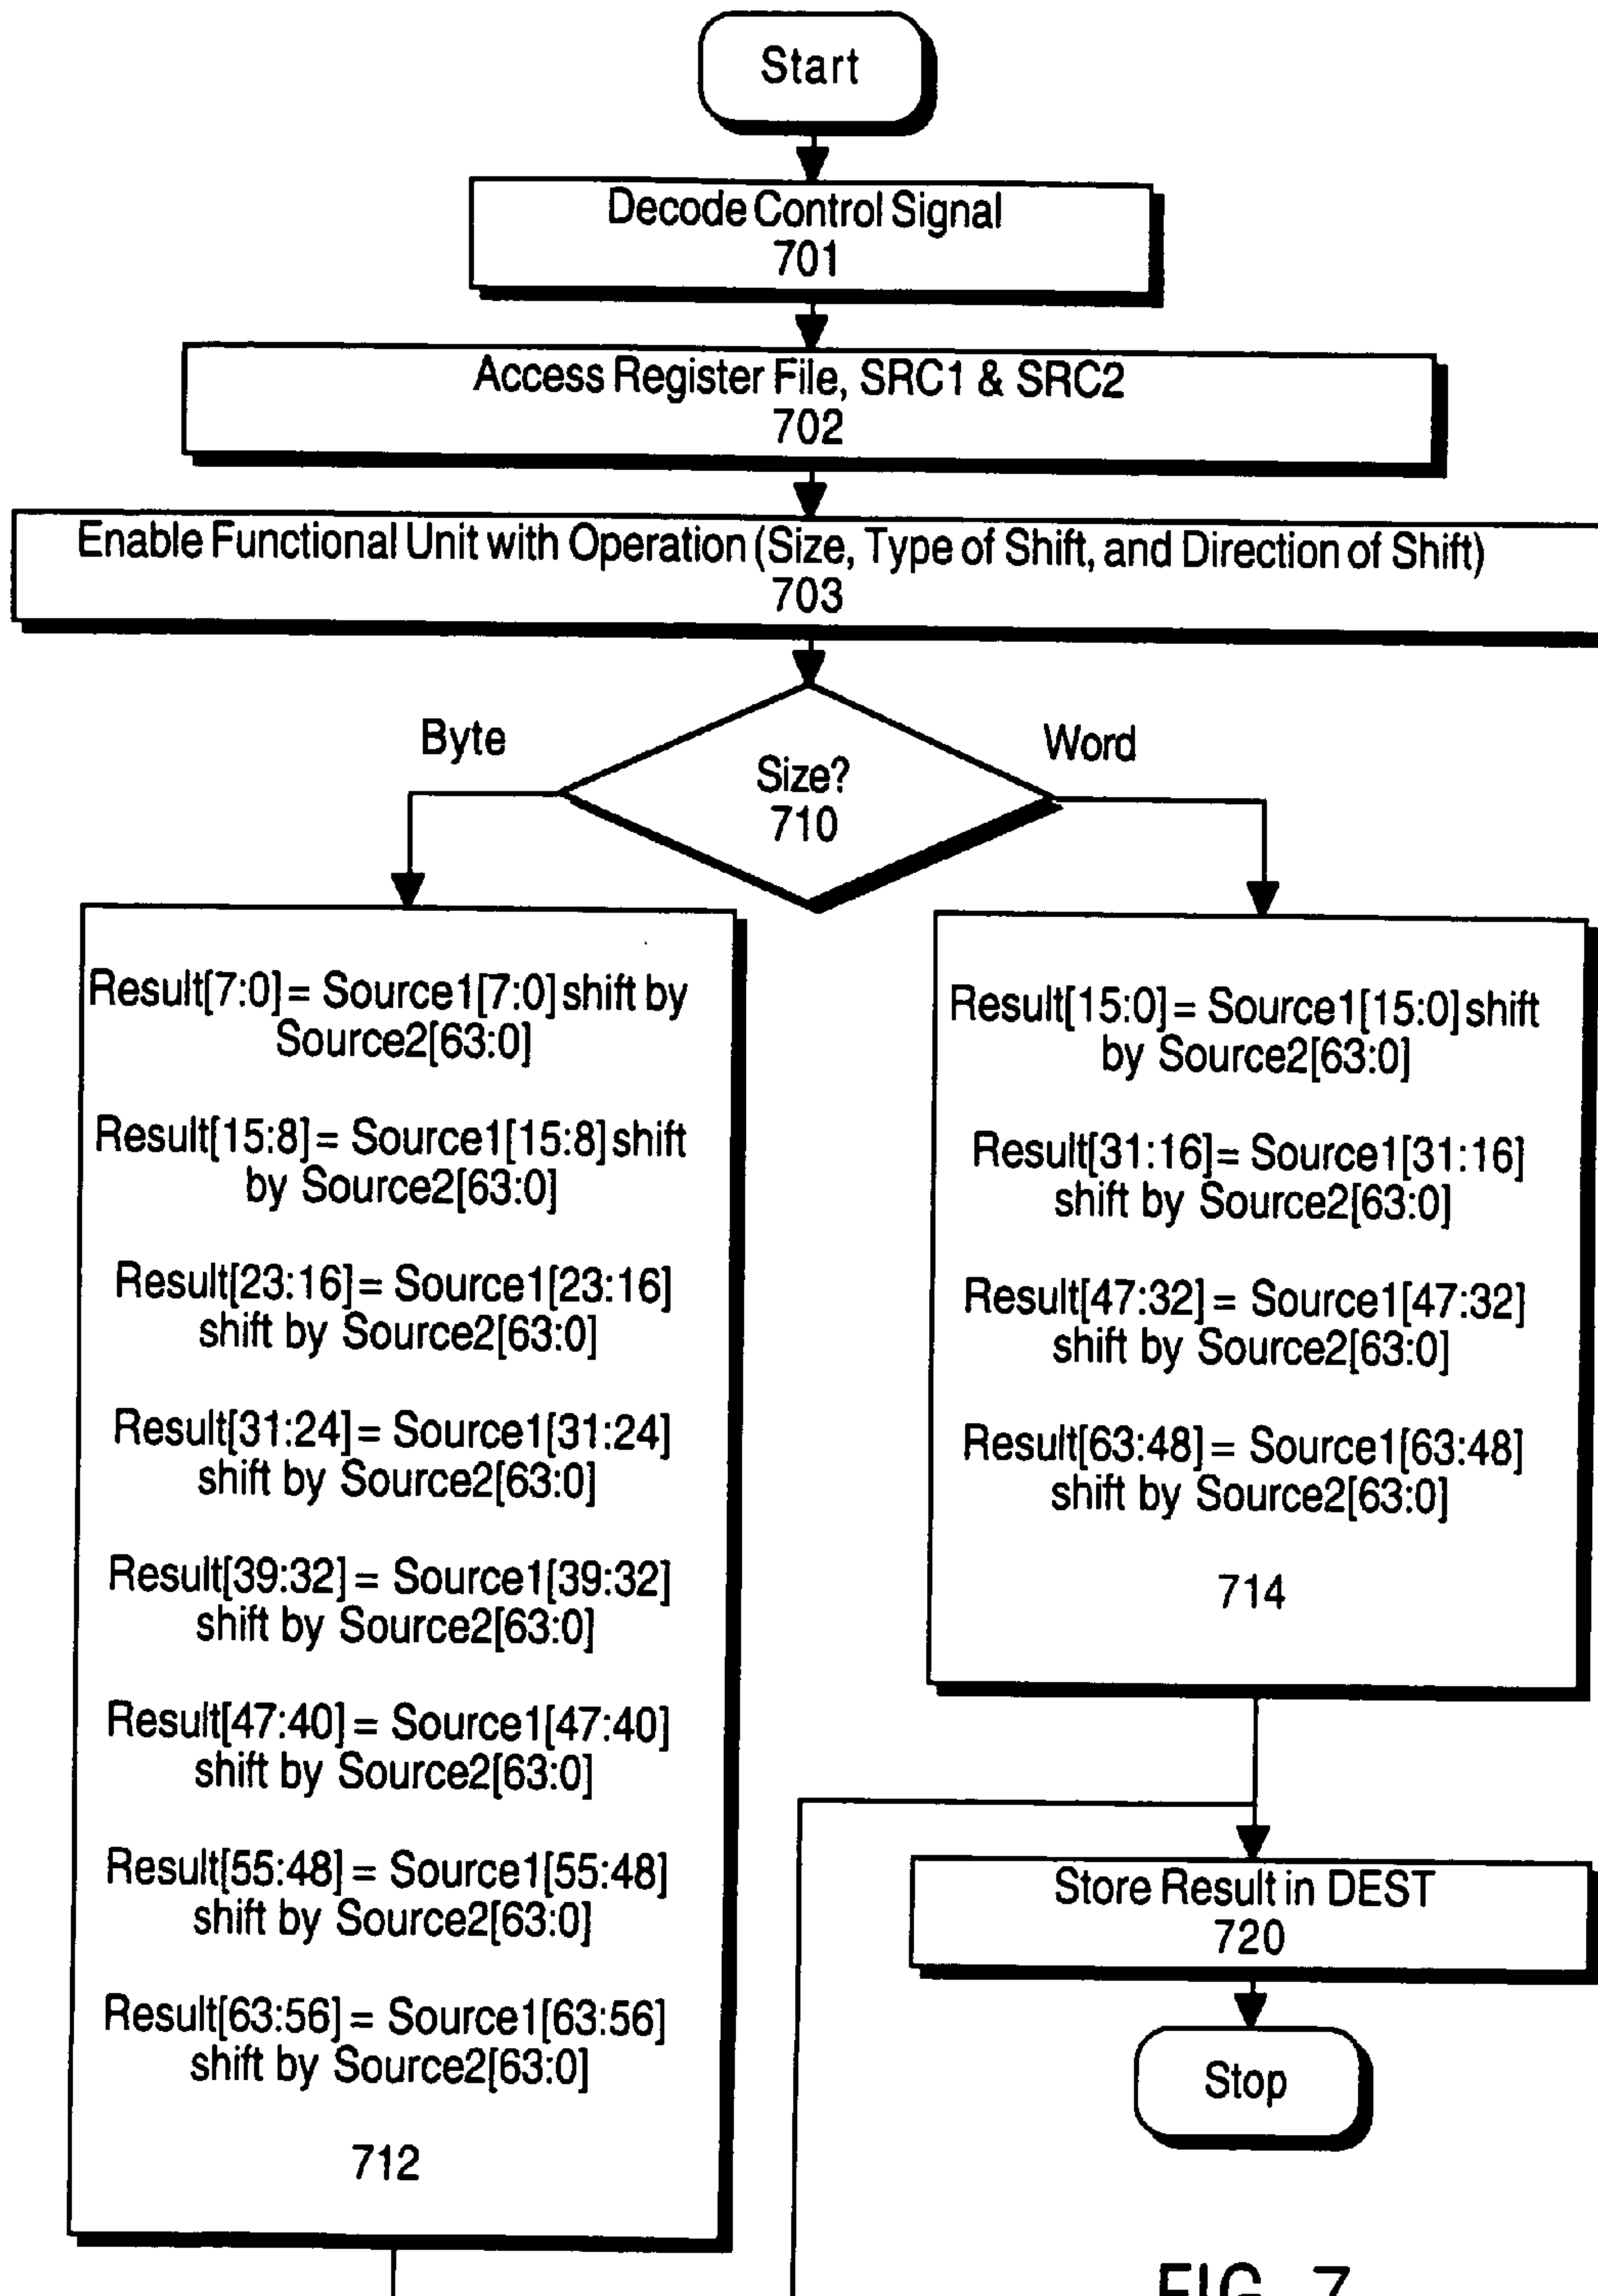 Start
Decode Control Signal
701
Access Register File, SRC1 & SRC2
702
Enable Functional Unit with Operation (Size, Type of Shift, and Direction of Shift)
703
Byte
Word
Size?
710
Result[7:0] = Source1[7:0] shift by
Source2[63:0]
Result[15:8] = Source1[15:8] shift
by Source2[63:0]
Result[23:16] = Source1[23:16]
shift by Source2[63:0]
Result[31:24] = Source1[31:24]
shift by Source2[63:0]
Result[39:32] = Source1[39:32]
shift by Source2[63:0]
Result[47:40] = Source1[47:40]
shift by Source2[63:0]
Result[55:48] = Source1[55:48]
shift by Source2[63:0]
Result[63:56] = Source1[63:56]
shift by Source2[63:0]
712
Result[15:0] = Source1[15:0] shift
by Source2[63:0]
Result[31:16] = Source1[31:16]
shift by Source2[63:0]
Result[47:32] = Source1[47:32]
shift by Source2[63:0]
Result[63:48] = Source1[63:48]
shift by Source2[63:0]
714
Store Result in DEST
720
Stop
FIG. 7